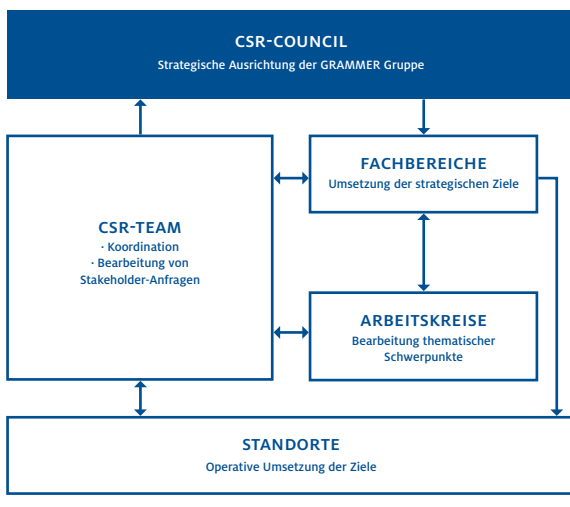 CSR-COUNCIL
Strategische Ausrichtung der GRAMMER Gruppe
CSR-TEAM
· Koordination
· Bearbeitung von
Stakeholder-Anfragen
FACHBEREICHE
Umsetzung der strategischen Ziele
ARBEITSKREISE
Bearbeitung thematischer
Schwerpunkte
STANDORTE
Operative Umsetzung der Ziele